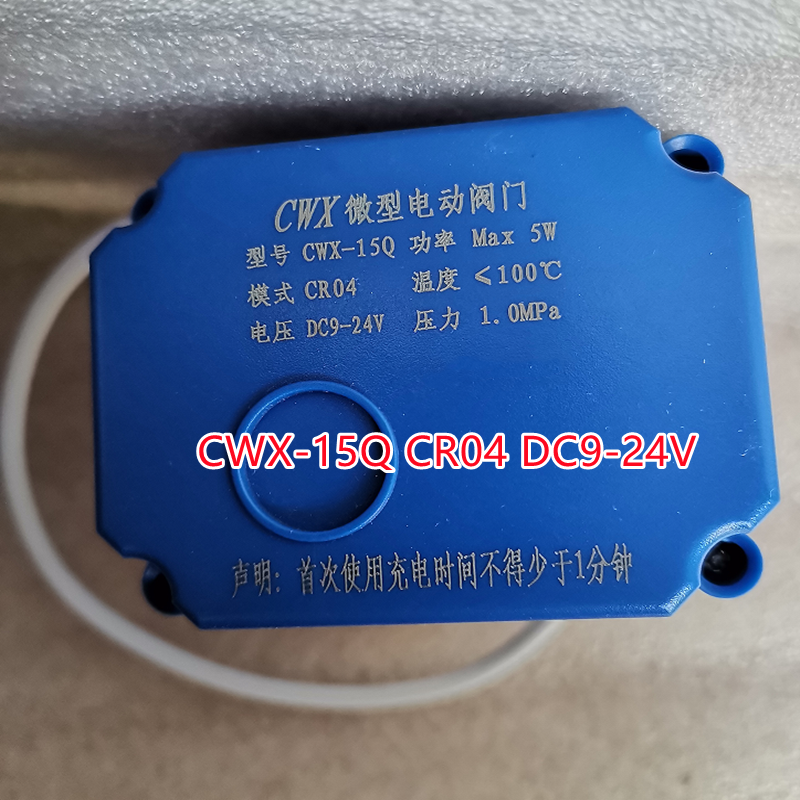 CWX 微型电动阀门
型号 CWX-15Q 功率 Max 5W
模式 CR04 温度 ≤100℃
电压 DC9-24V 压力 1.0MPa
CWX-15Q CR04 DC9-24V
声明：首次使用充电时间不得少于1分钟